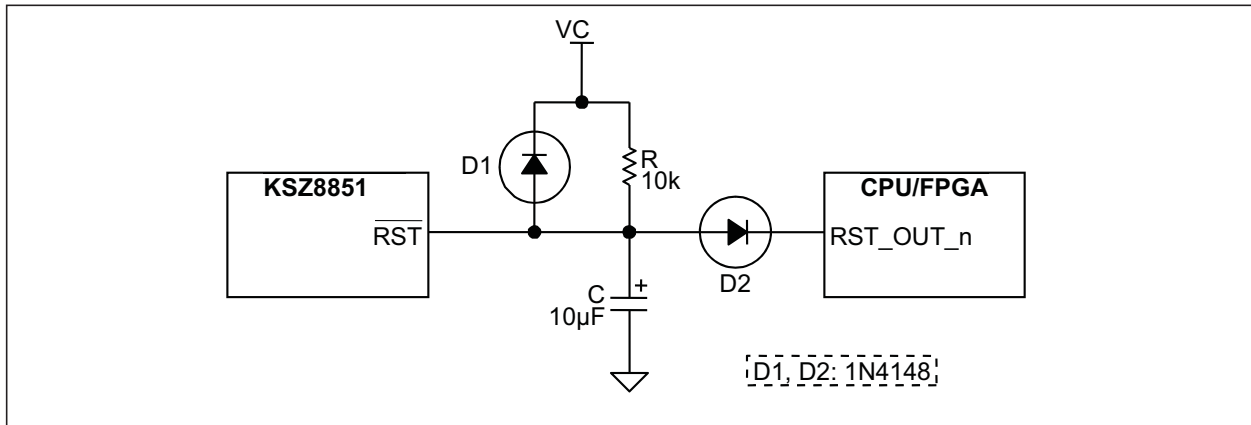 VC
D1
R
10k
KSZ8851
RST
CPU/FPGA
RST_OUT_n
D2
C
+
10µF
D1, D2: 1N4148